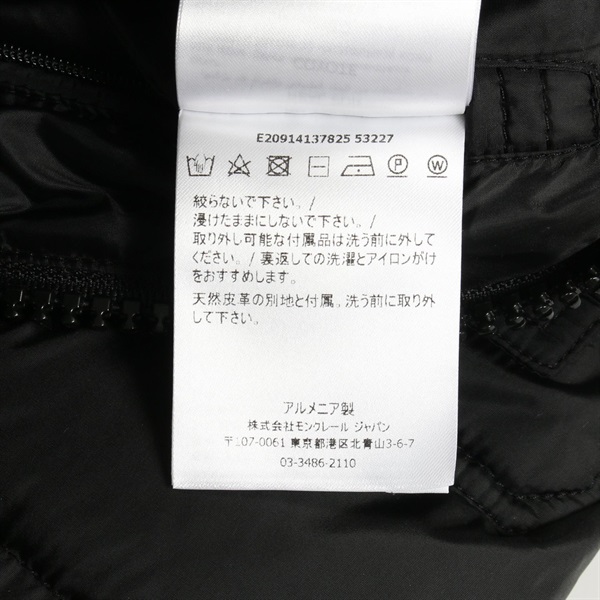 E20914137825 53227
P W
絞らないで下さい。/
浸けたままにしないで下さい。/
取り外し可能な付属品は洗う前に外して
ください。/ 裏返しての洗濯とアイロンがけ
をおすすめします。
天然皮革の別地と付属。洗う前に取り外
して下さい。
アルメニア製
株式会社モンクレール ジャパン
〒107-0061 東京都港区北青山3-6-7
03-3486-2110